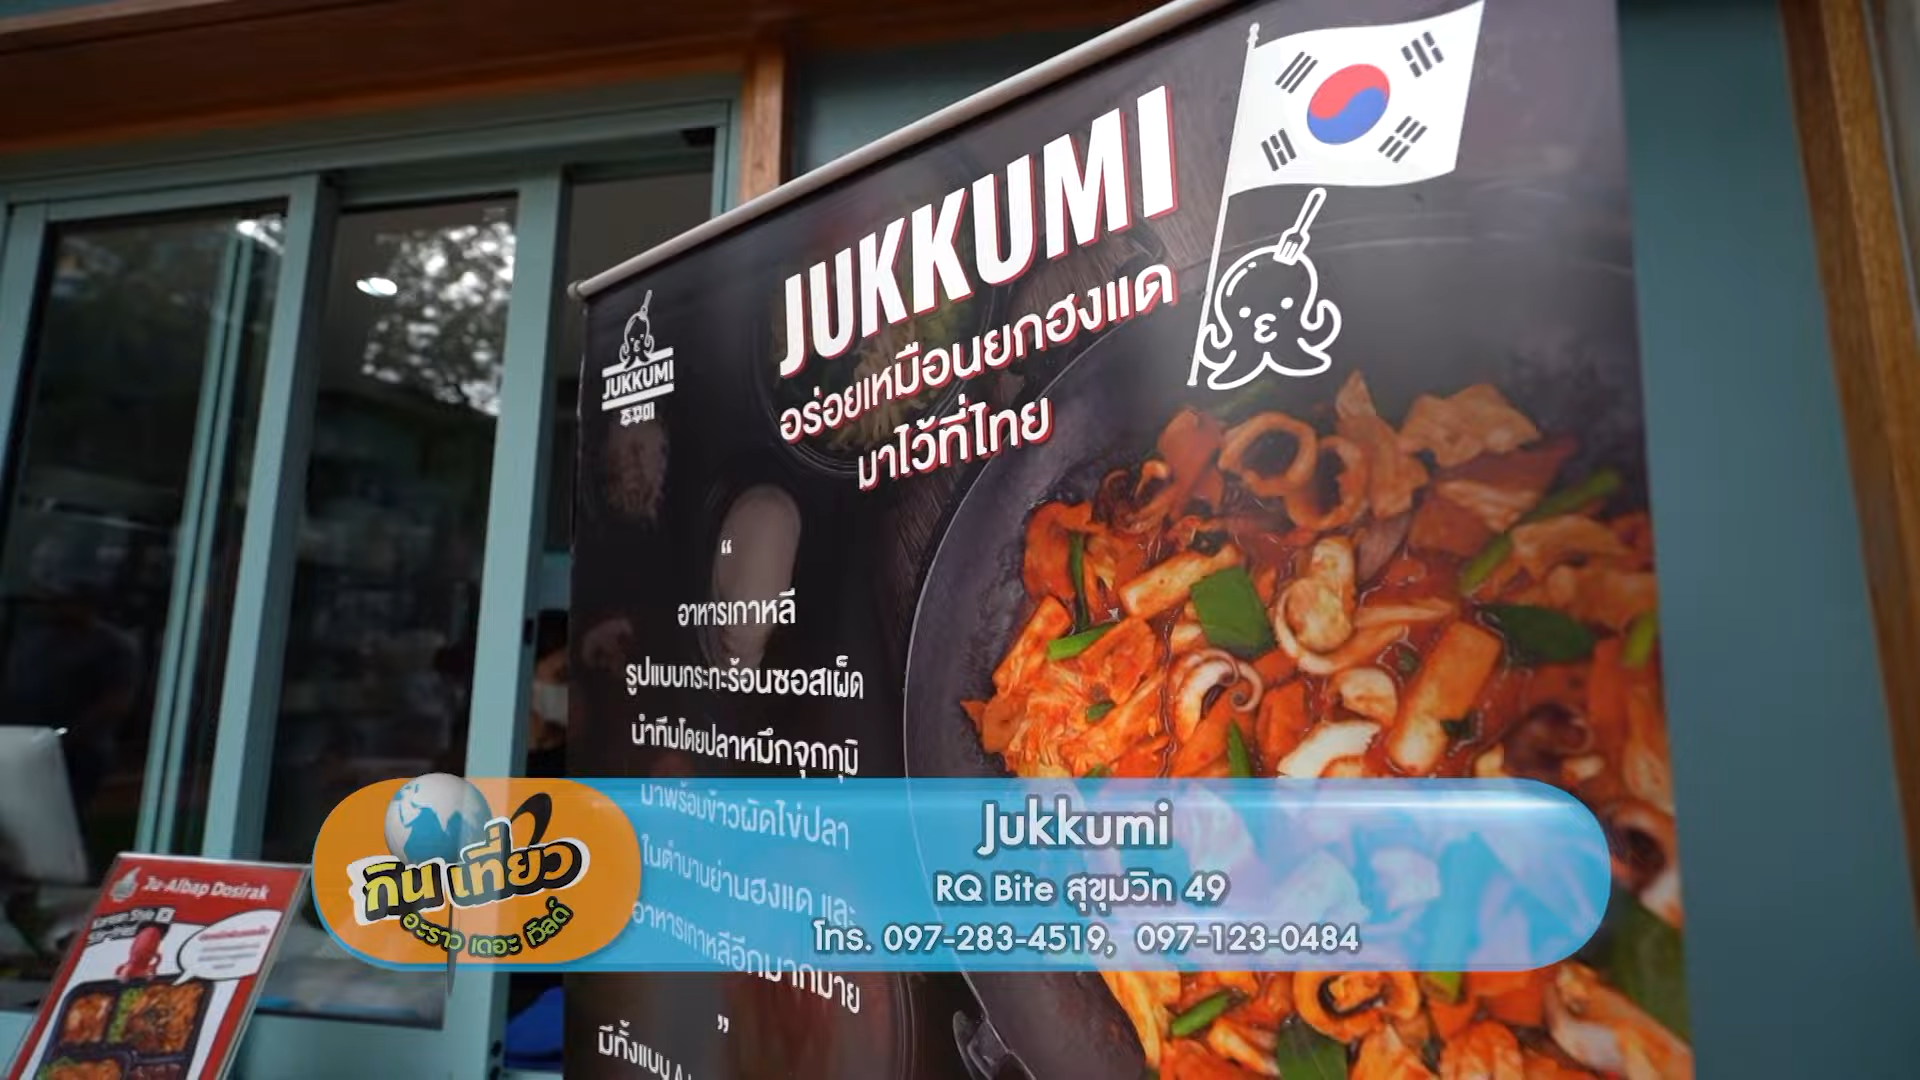 JUKKUMI
อร่อยเหมือนยกฮงแด
มาไว้ที่ไทย
JUKKUMI
쭈꾸미
“
อาหารเกาหลี
รูปแบบกระทะร้อนซอสเผ็ด
นำทีมโดยปลาหมึกจุกกุมิ
มาพร้อมข้าวผัดไข่ปลา
ในตำนานย่านฮงแด และ
อาหารเกาหลีอีกมากมาย
”
มีทั้งแบบ
Ju-Albap Dosirak
Korean Style
กิน เที่ยว
อะราว เดอะ เวิลด์
Jukkumi
RQ Bite สุขุมวิท 49
โทร. 097-283-4519, 097-123-0484